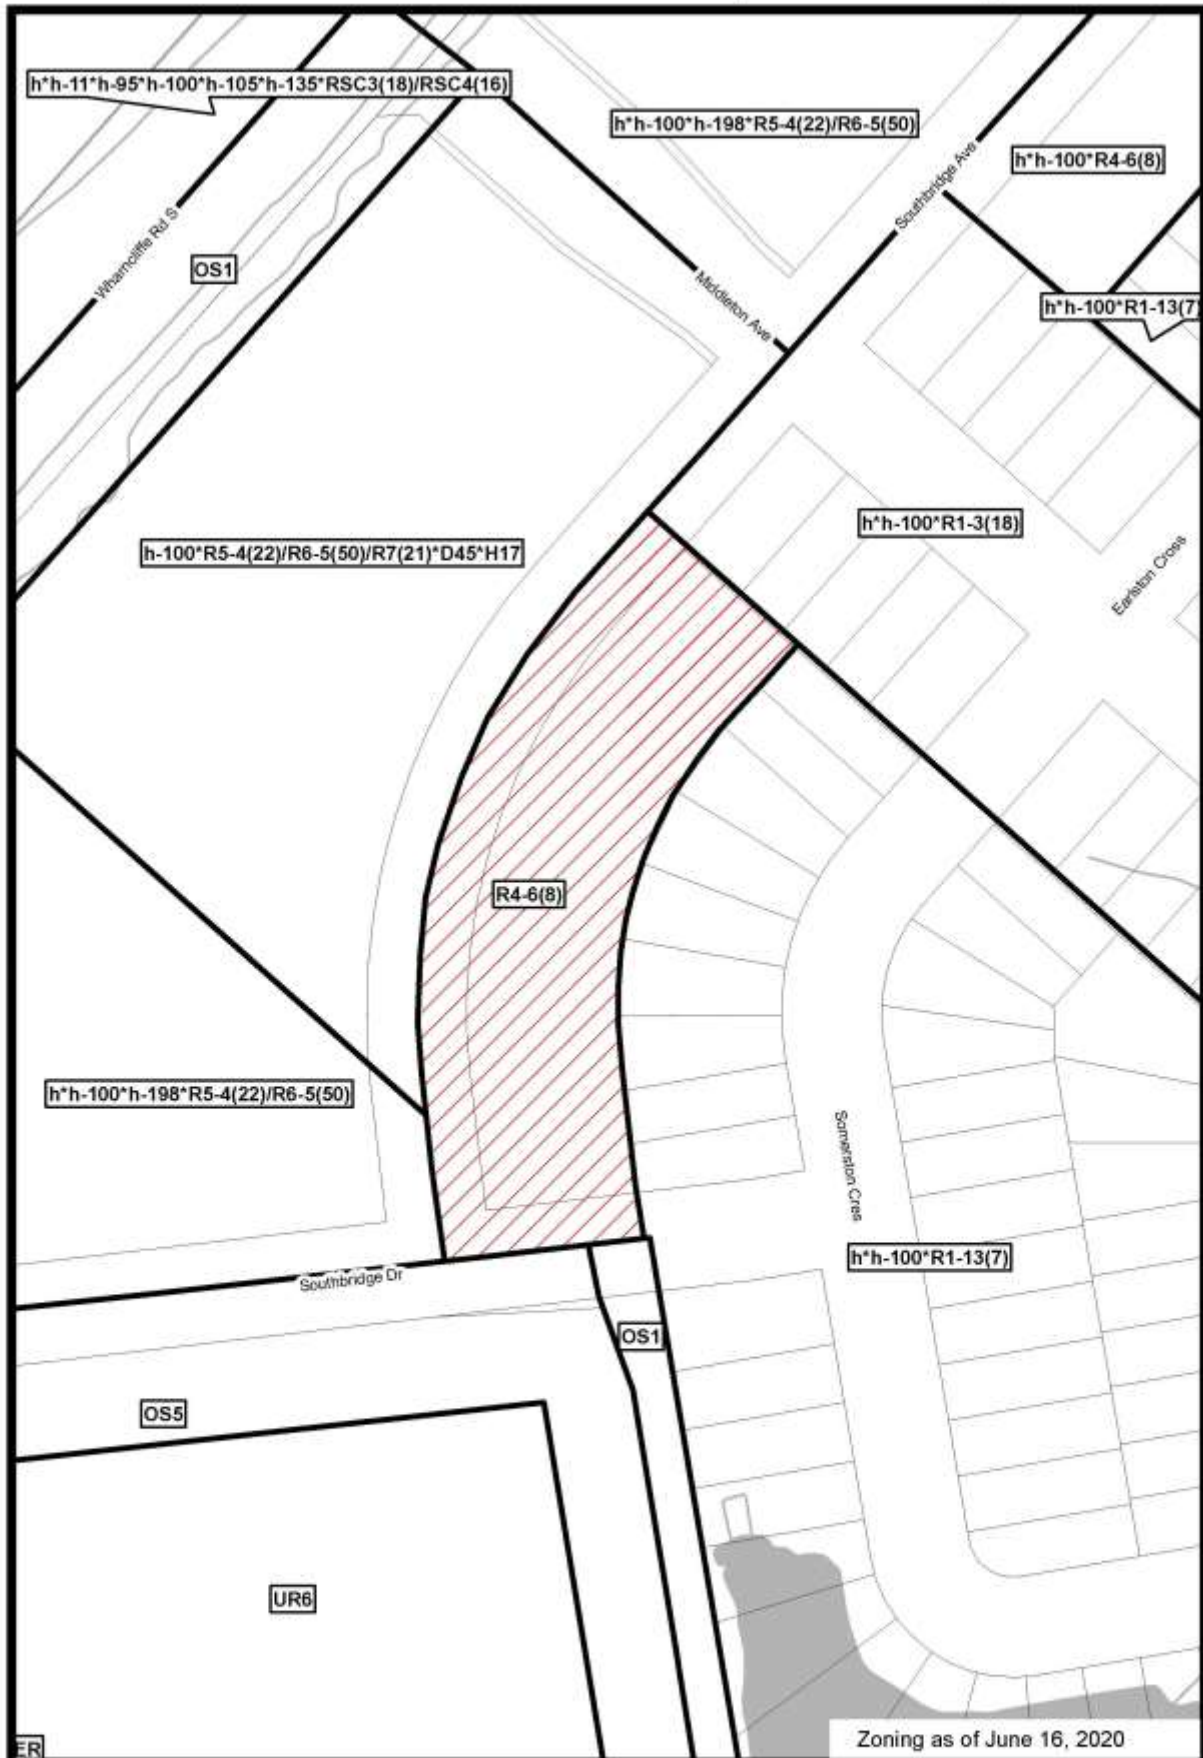 h*h-11*h-95*h-100*h-105*h-135*RSC3(18)/RSC4(16)
h*h-100*h-198*R5-4(22)/R6-5(50)
h*h-100*R4-6(8)
Southbridge Ave
Wharncliffe Rd S
OS1
Middleton Ave
h*h-100*R1-13(7
h*h-100*R1-3(18)
h-100*R5-4(22)/R6-5(50)/R7(21)*D45*H17
Earlston Cross
R4-6(8)
h*h-100*h-198*R5-4(22)/R6-5(50)
Somerston Cres
h*h-100*R1-13(7)
Southbridge Dr
OS1
OS5
UR6
ER
Zoning as of June 16, 2020